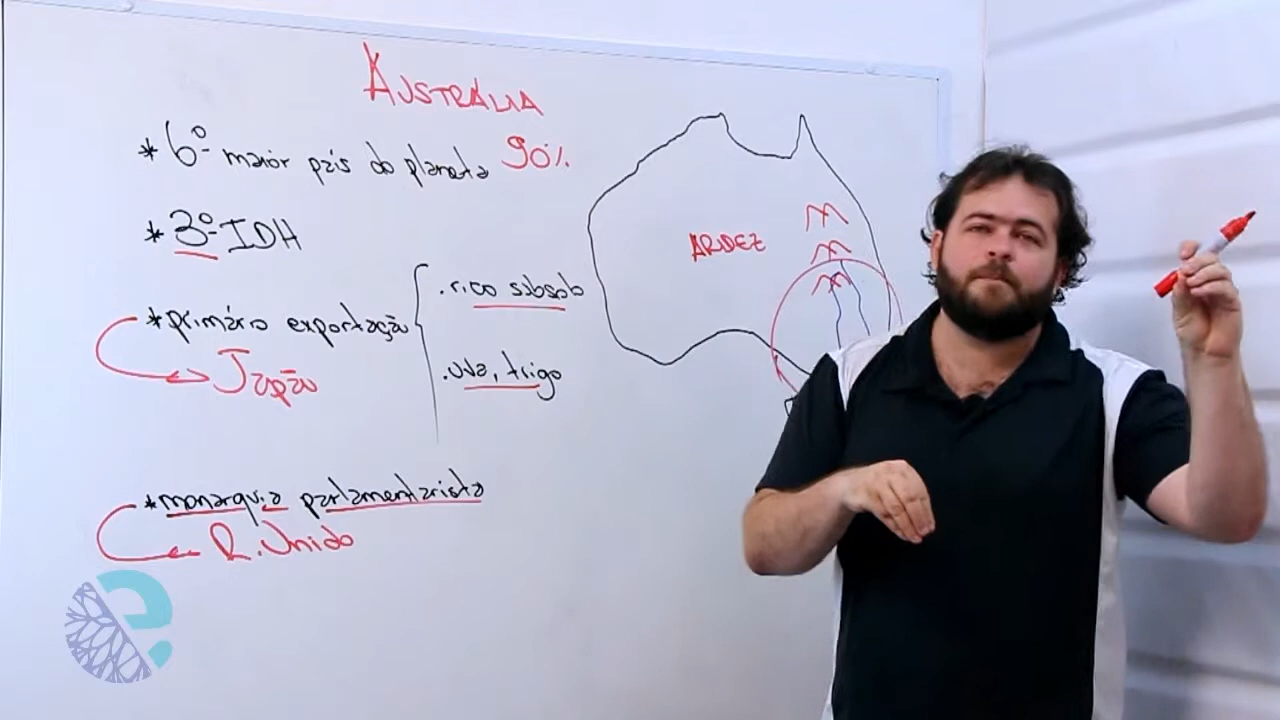 AUSTRÁLIA
* 6º maior país do planeta 90%
* 3º IDH
* primário exportação
. rico subsolo
. uva, trigo
Japão
* monarquia parlamentarista
R. Unido
ARIDEZ